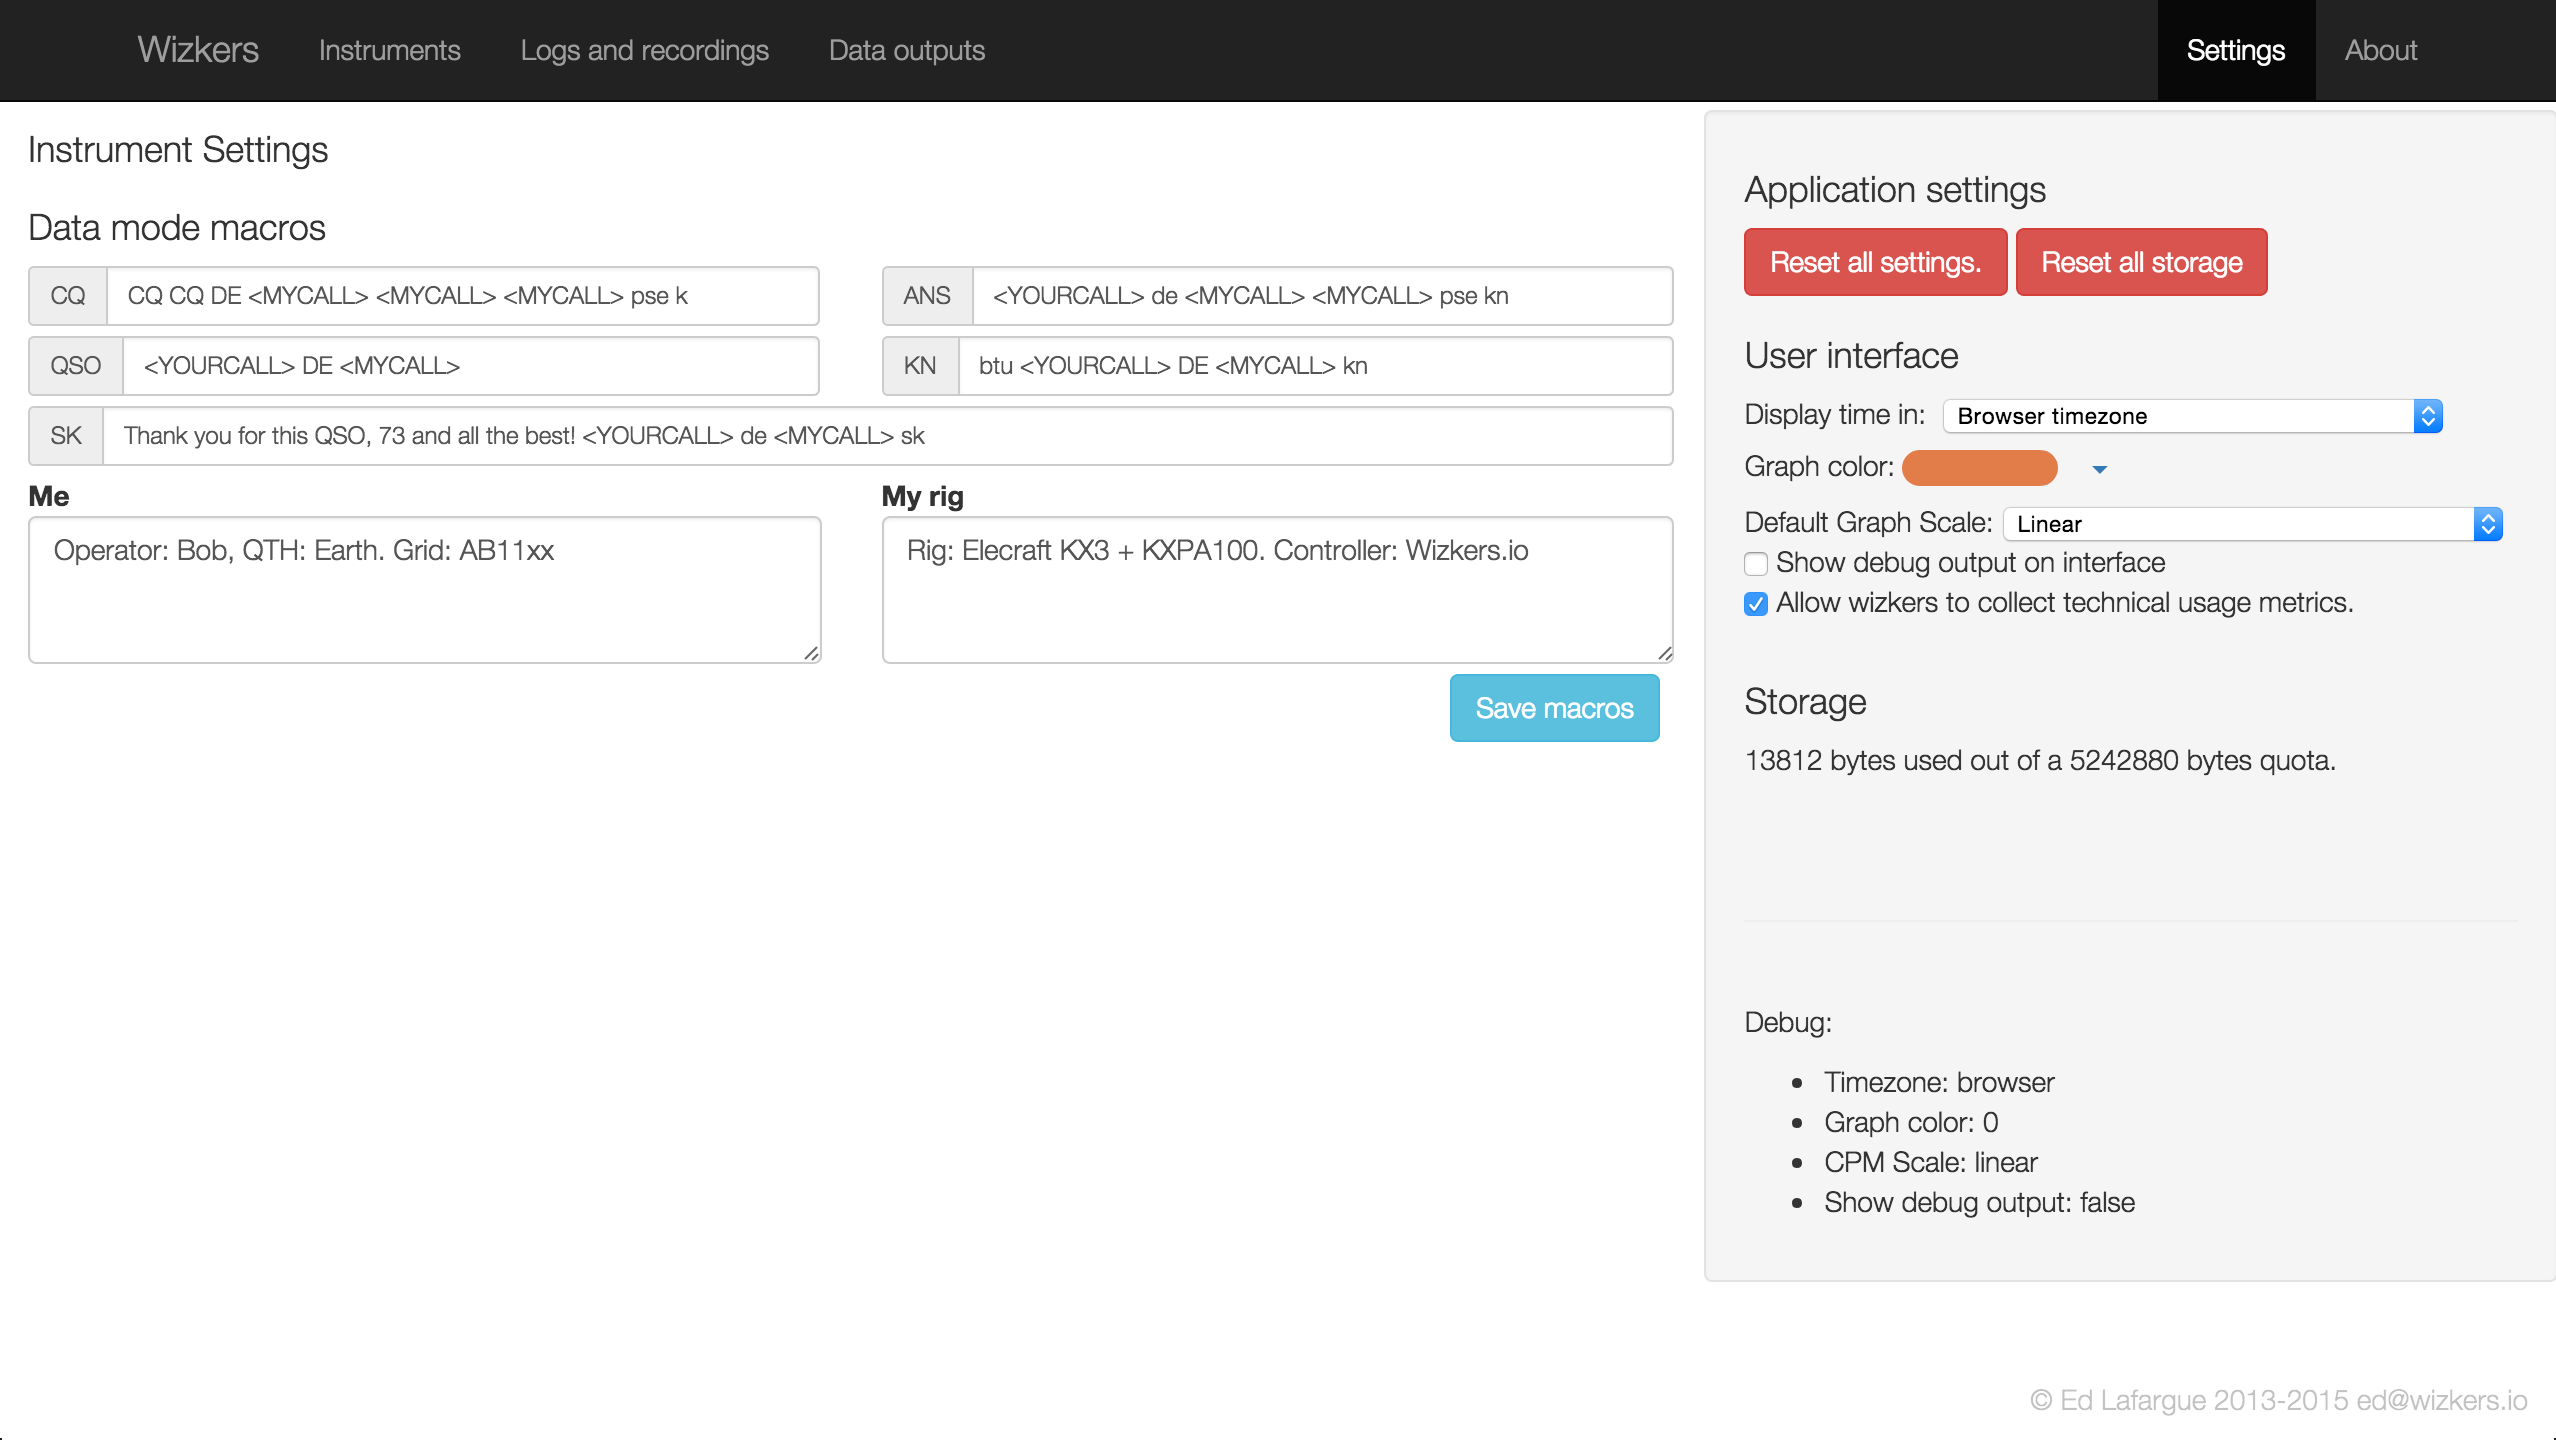 Wizkers Instruments Logs and recordings Data outputs Settings About
Instrument Settings
Data mode macros
CQ CQ CQ DE <MYCALL> <MYCALL> <MYCALL> pse k
ANS <YOURCALL> de <MYCALL> <MYCALL> pse kn
QSO <YOURCALL> DE <MYCALL>
KN btu <YOURCALL> DE <MYCALL> kn
SK Thank you for this QSO, 73 and all the best! <YOURCALL> de <MYCALL> sk
Me
Operator: Bob, QTH: Earth. Grid: AB11xx
My rig
Rig: Elecraft KX3 + KXPA100. Controller: Wizkers.io
Save macros
Application settings
Reset all settings. Reset all storage
User interface
Display time in: Browser timezone
Graph color:
Default Graph Scale: Linear
Show debug output on interface
Allow wizkers to collect technical usage metrics.
Storage
13812 bytes used out of a 5242880 bytes quota.
Debug:
• Timezone: browser
• Graph color: 0
• CPM Scale: linear
• Show debug output: false
© Ed Lafargue 2013-2015 ed@wizkers.io